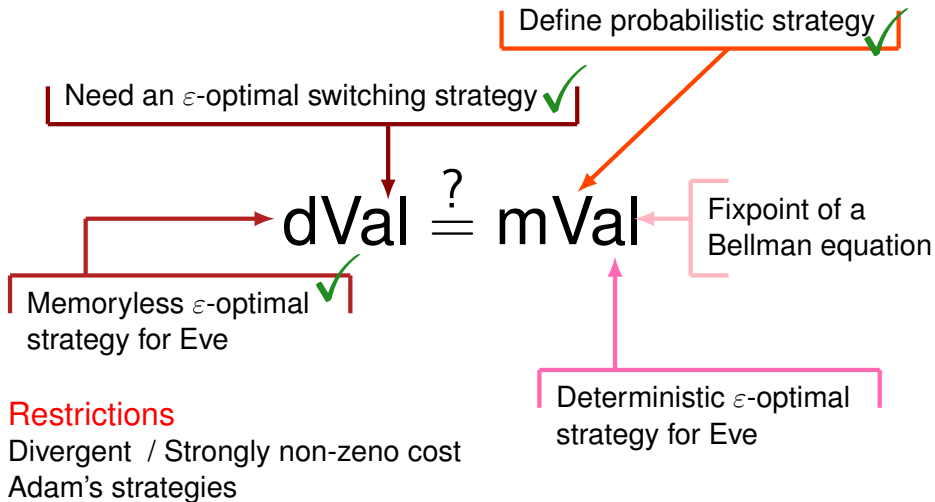 Define probabilistic strategy
Need an ε-optimal switching strategy
dVal ≟ mVal
Fixpoint of a
Bellman equation
Memoryless ε-optimal
strategy for Eve
Deterministic ε-optimal
strategy for Eve
Restrictions
Divergent / Strongly non-zeno cost
Adam's strategies